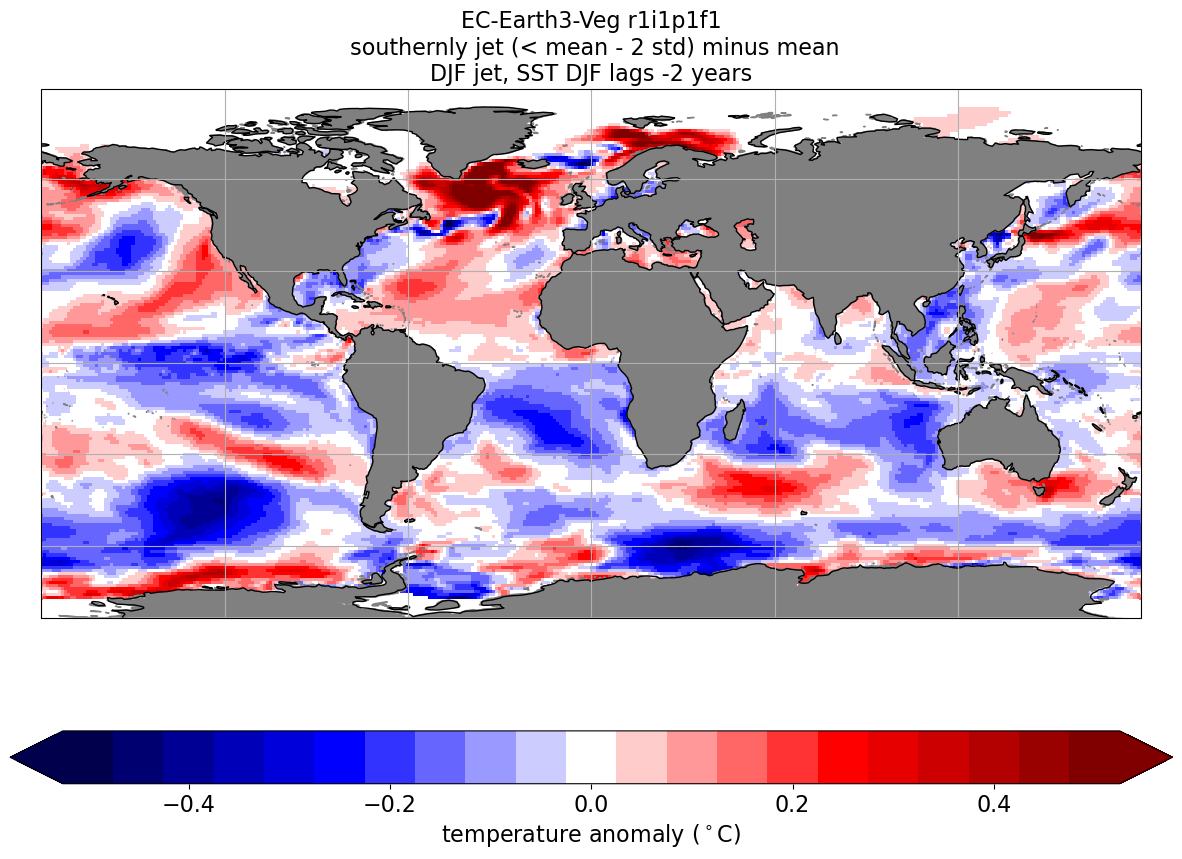 EC-Earth3-Veg r1i1p1f1
southernly jet (< mean - 2 std) minus mean
DJF jet, SST DJF lags -2 years
−0.4 −0.2 0.0 0.2 0.4
temperature anomaly (°C)